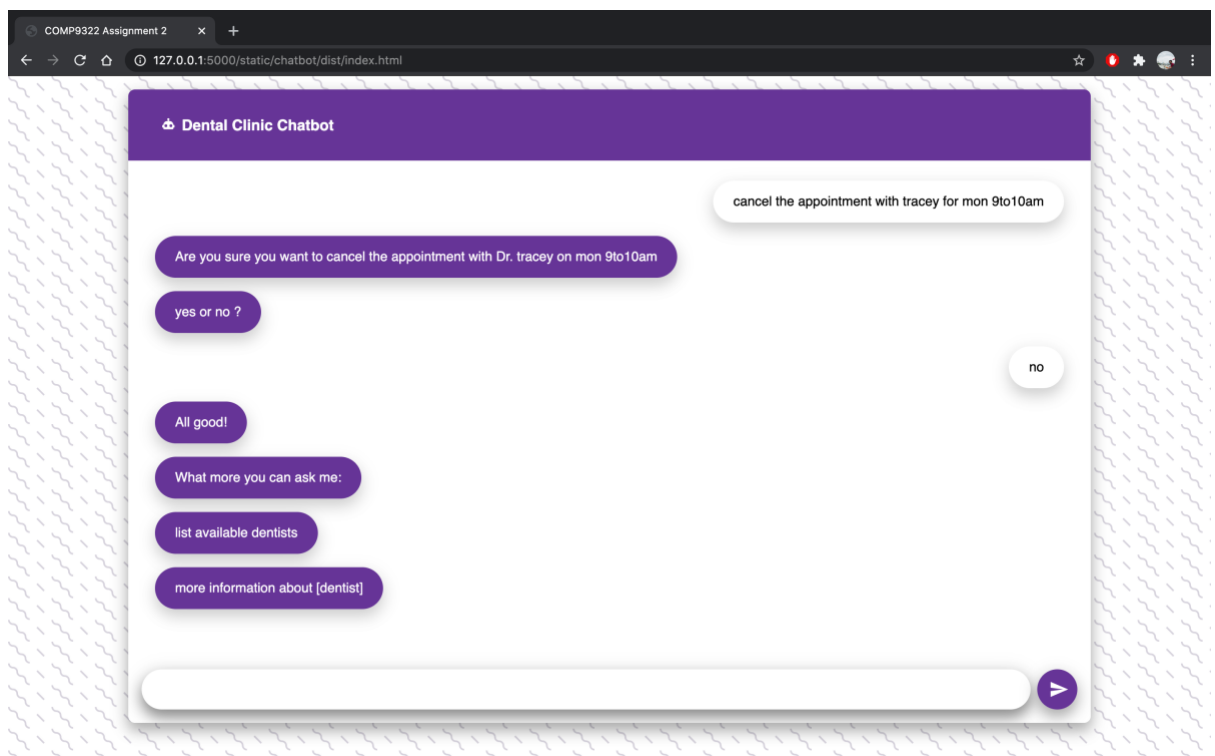 COMP9322 Assignment 2
127.0.0.1:5000/static/chatbot/dist/index.html
Dental Clinic Chatbot
cancel the appointment with tracey for mon 9to10am
Are you sure you want to cancel the appointment with Dr. tracey on mon 9to10am
yes or no ?
no
All good!
What more you can ask me:
list available dentists
more information about [dentist]